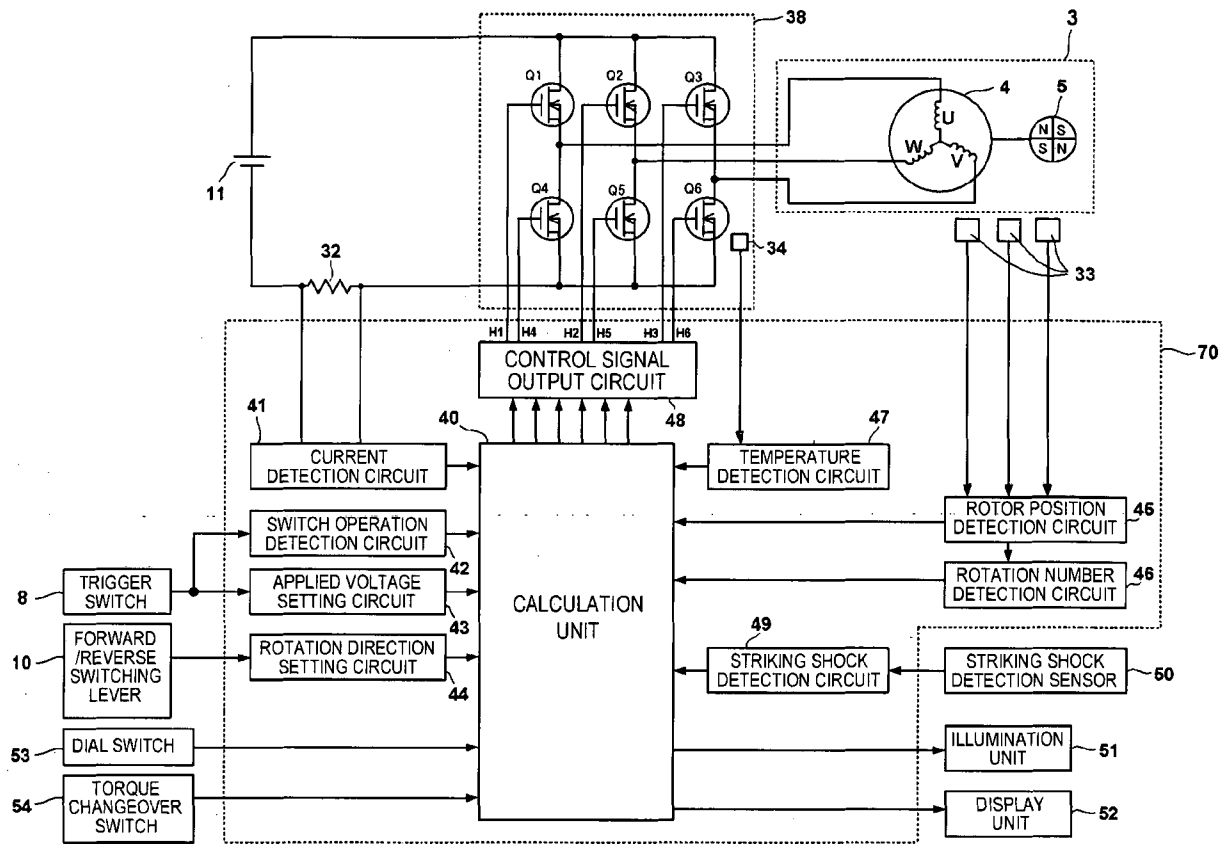 38
3
Q1
Q2
Q3
4
5
U
W
V
N
S
S
N
11
Q4
Q5
Q6
34
33
32
H1
H4
H2
H5
H3
H6
CONTROL SIGNAL
OUTPUT CIRCUIT
48
70
41
40
47
CURRENT
DETECTION CIRCUIT
TEMPERATURE
DETECTION CIRCUIT
SWITCH OPERATION
DETECTION CIRCUIT
42
ROTOR POSITION
DETECTION CIRCUIT
45
8
TRIGGER
SWITCH
APPLIED VOLTAGE
SETTING CIRCUIT
43
CALCULATION
UNIT
ROTATION NUMBER
DETECTION CIRCUIT
46
10
FORWARD
/REVERSE
SWITCHING
LEVER
ROTATION DIRECTION
SETTING CIRCUIT
44
49
STRIKING SHOCK
DETECTION CIRCUIT
STRIKING SHOCK
DETECTION SENSOR
50
53
DIAL SWITCH
ILLUMINATION
UNIT
51
54
TORQUE
CHANGEOVER
SWITCH
DISPLAY
UNIT
52